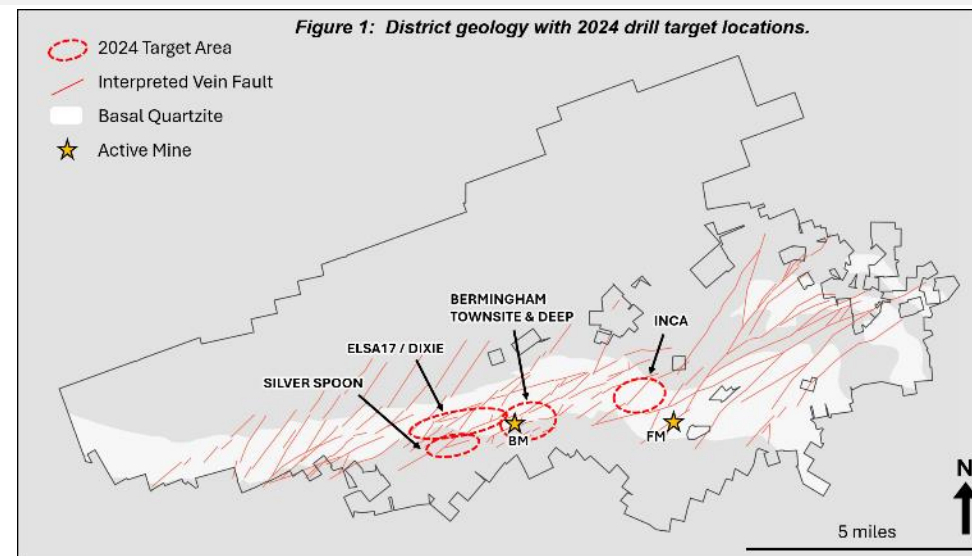 Figure 1: District geology with 2024 drill target locations.
2024 Target Area
Interpreted Vein Fault
Basal Quartzite
Active Mine
BERMINGHAM
TOWNSITE & DEEP
INCA
ELSA17 / DIXIE
SILVER SPOON
BM
FM
N
5 miles